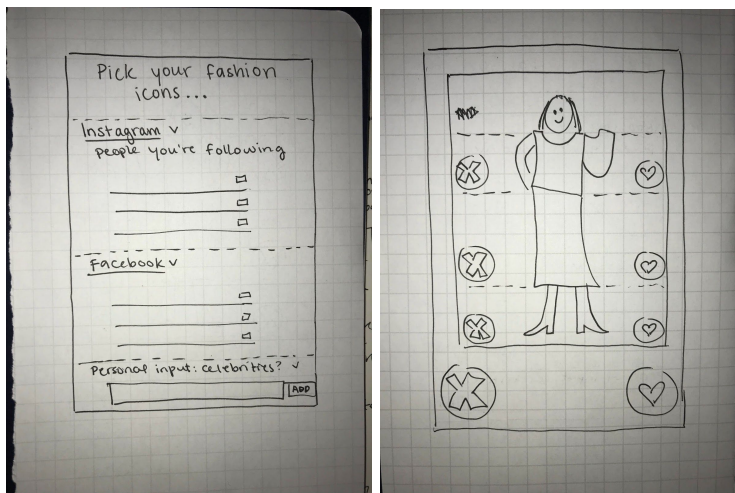 Pick your fashion
icons...
Instagram v
people you're following
Facebook v
Personal input: celebrities? v
ADD